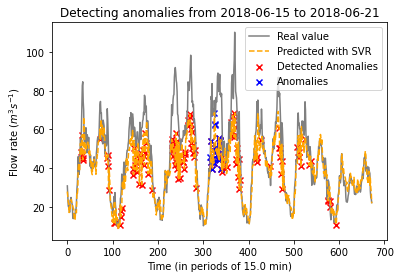 Detecting anomalies from 2018-06-15 to 2018-06-21
Real value
Predicted with SVR
Detected Anomalies
Anomalies
Flow rate (m³s⁻¹)
100
80
60
40
20
0 100 200 300 400 500 600 700
Time (in periods of 15.0 min)